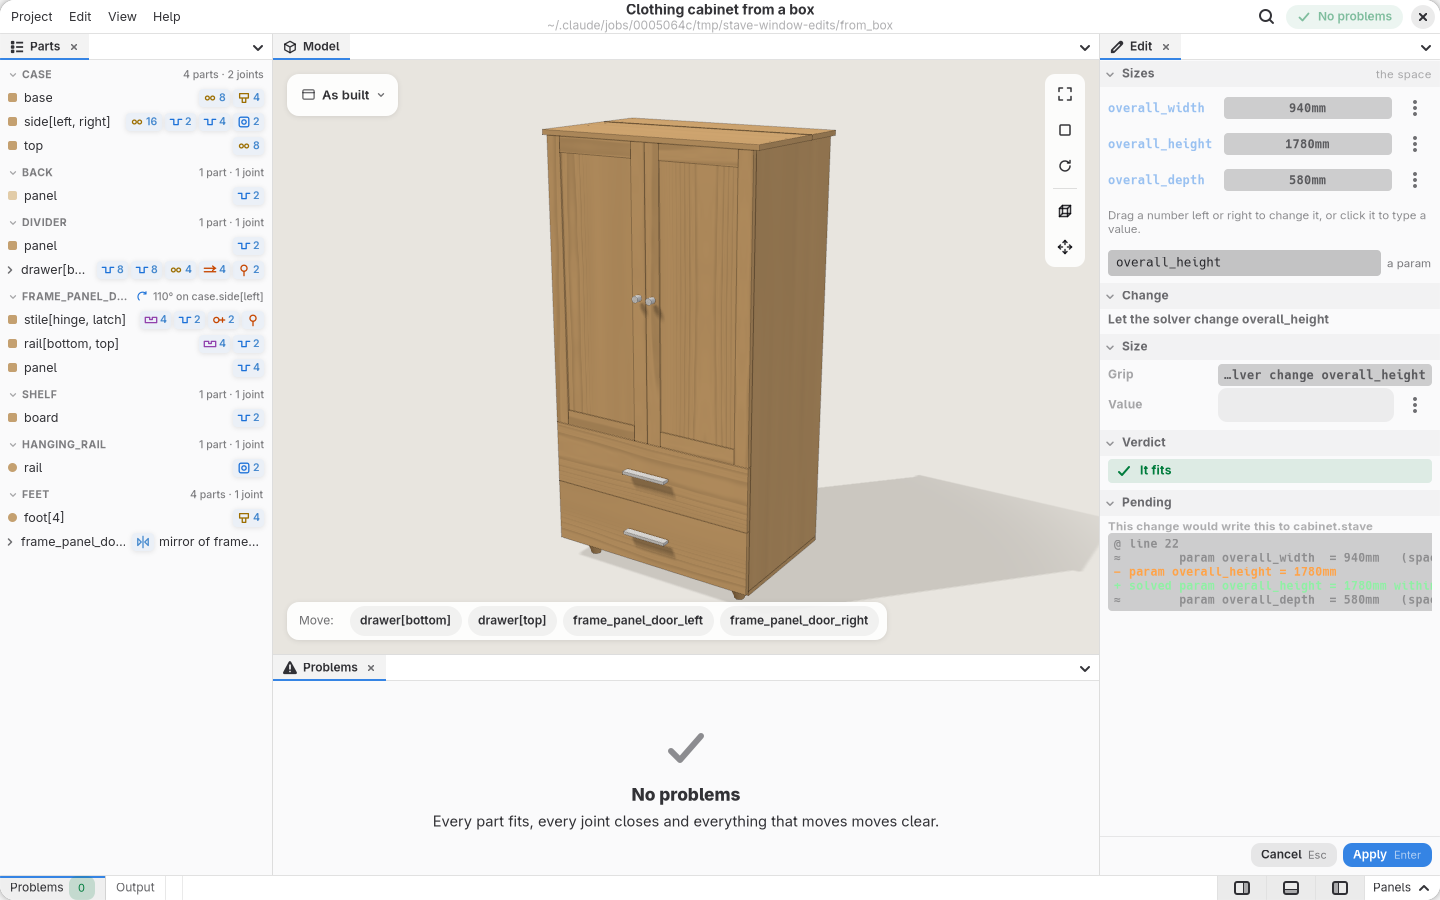 Project Edit View Help
Clothing cabinet from a box
~/.claude/jobs/0005064c/tmp/stave-window-edits/from_box
No problems
Parts
Model
Edit
CASE 4 parts · 2 joints
base 8 4
side[left, right] 16 2 4 2
top 8
BACK 1 part · 1 joint
panel 2
DIVIDER 1 part · 1 joint
panel 2
drawer[b... 8 8 4 4 2
FRAME_PANEL_D... 110° on case.side[left]
stile[hinge, latch] 4 2 2
rail[bottom, top] 4 2
panel 4
SHELF 1 part · 1 joint
board 2
HANGING_RAIL 1 part · 1 joint
rail 2
FEET 4 parts · 1 joint
foot[4] 4
frame_panel_do... mirror of frame...
As built
Move: drawer[bottom] drawer[top] frame_panel_door_left frame_panel_door_right
Problems
No problems
Every part fits, every joint closes and everything that moves moves clear.
Sizes the space
overall_width 940mm
overall_height 1780mm
overall_depth 580mm
Drag a number left or right to change it, or click it to type a
value.
overall_height a param
Change
Let the solver change overall_height
Size
Grip …lver change overall_height
Value
Verdict
It fits
Pending
This change would write this to cabinet.stave
@ line 22
= param overall_width = 940mm (spac
− param overall_height = 1780mm
= param overall_depth = 580mm (spac
Cancel Esc Apply Enter
Problems 0 Output
Panels